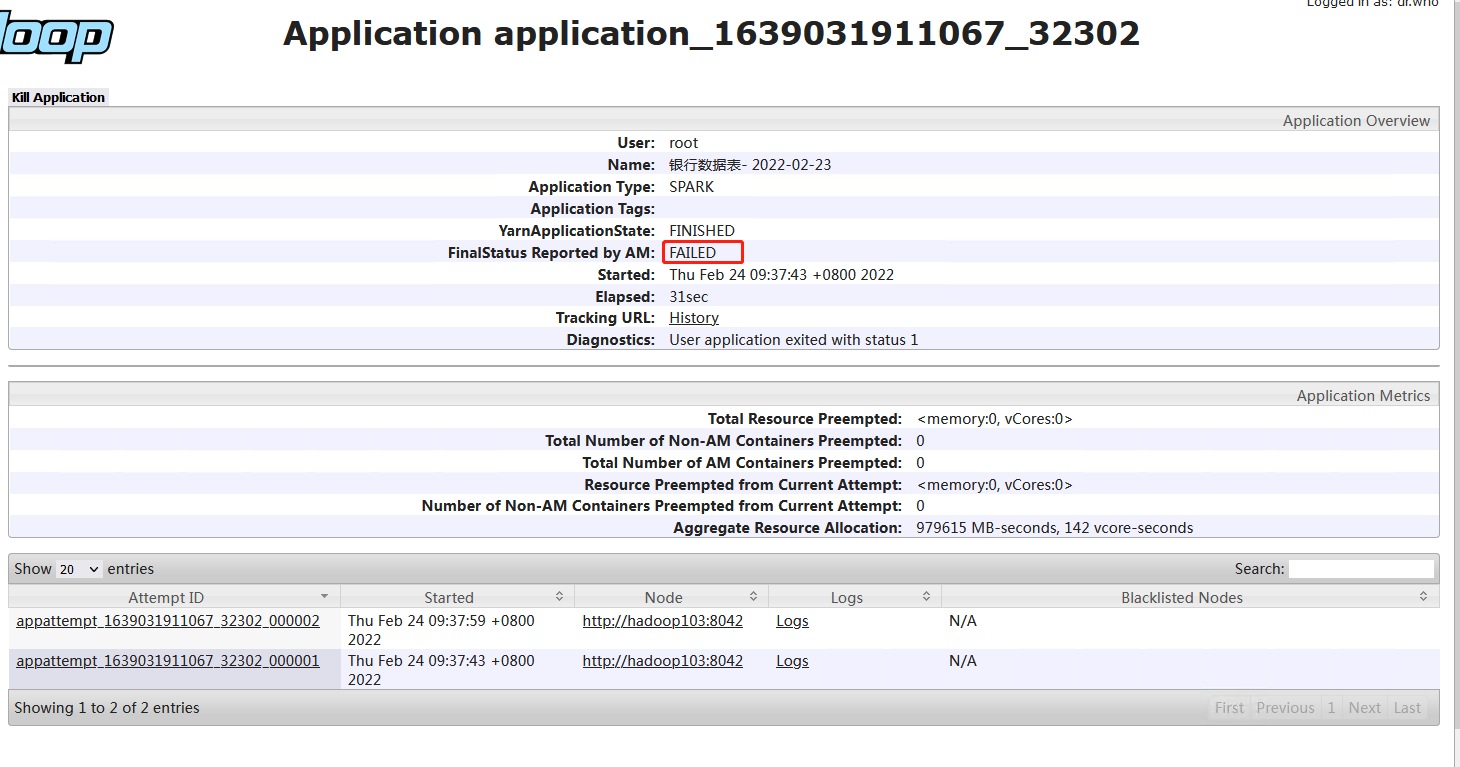 Logged in as: dr.who
loop
Application application_1639031911067_32302
Kill Application
Application Overview
User: root
Name: 银行数据表- 2022-02-23
Application Type: SPARK
Application Tags:
YarnApplicationState: FINISHED
FinalStatus Reported by AM: FAILED
Started: Thu Feb 24 09:37:43 +0800 2022
Elapsed: 31sec
Tracking URL: History
Diagnostics: User application exited with status 1
Application Metrics
Total Resource Preempted: <memory:0, vCores:0>
Total Number of Non-AM Containers Preempted: 0
Total Number of AM Containers Preempted: 0
Resource Preempted from Current Attempt: <memory:0, vCores:0>
Number of Non-AM Containers Preempted from Current Attempt: 0
Aggregate Resource Allocation: 979615 MB-seconds, 142 vcore-seconds
Show 20 entries Search:
Attempt ID Started Node Logs Blacklisted Nodes
appattempt_1639031911067_32302_000002 Thu Feb 24 09:37:59 +0800 http://hadoop103:8042 Logs N/A
2022
appattempt_1639031911067_32302_000001 Thu Feb 24 09:37:43 +0800 http://hadoop103:8042 Logs N/A
2022
Showing 1 to 2 of 2 entries First Previous 1 Next Last